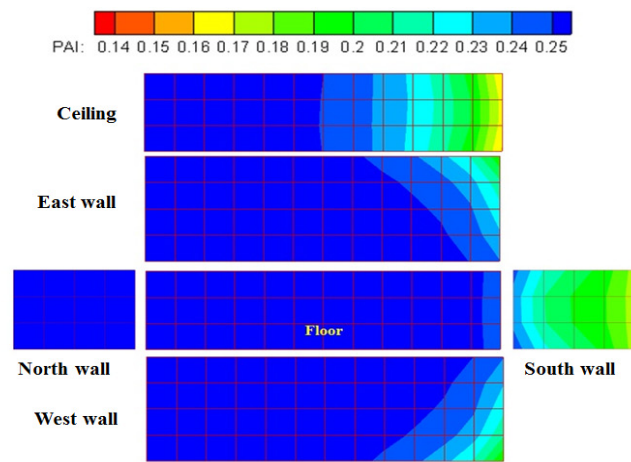 PAI: 0.14 0.15 0.16 0.17 0.18 0.19 0.2 0.21 0.22 0.23 0.24 0.25
Ceiling
East wall
Floor
North wall
South wall
West wall